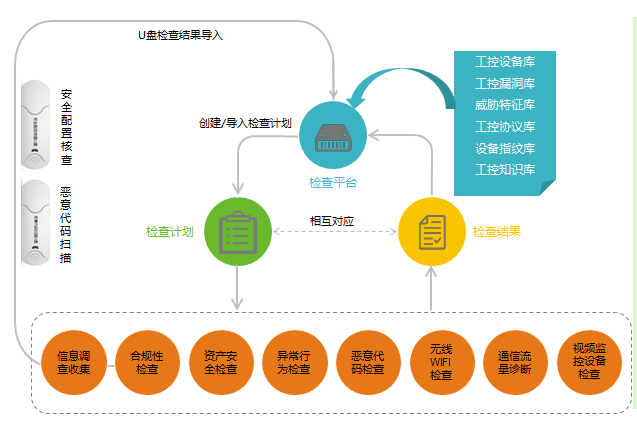 U盘检查结果导入
工控设备库
工控漏洞库
威胁特征库
工控协议库
设备指纹库
工控知识库
安全配置核查
创建/导入检查计划
检查平台
恶意代码扫描
检查计划
相互对应
检查结果
信息调
查收集
合规性
检查
资产安
全检查
异常行
为检查
恶意代
码检查
无线
WIFI
检查
通信流
量诊断
视频监
控设备
检查